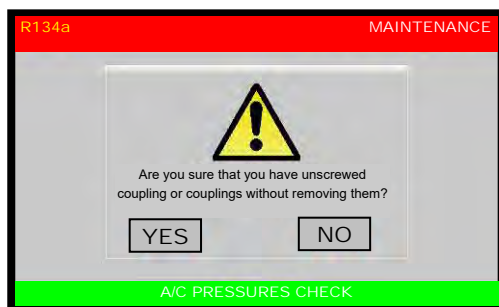 R134a MAINTENANCE
Are you sure that you have unscrewed
coupling or couplings without removing them?
YES NO
A/C PRESSURES CHECK